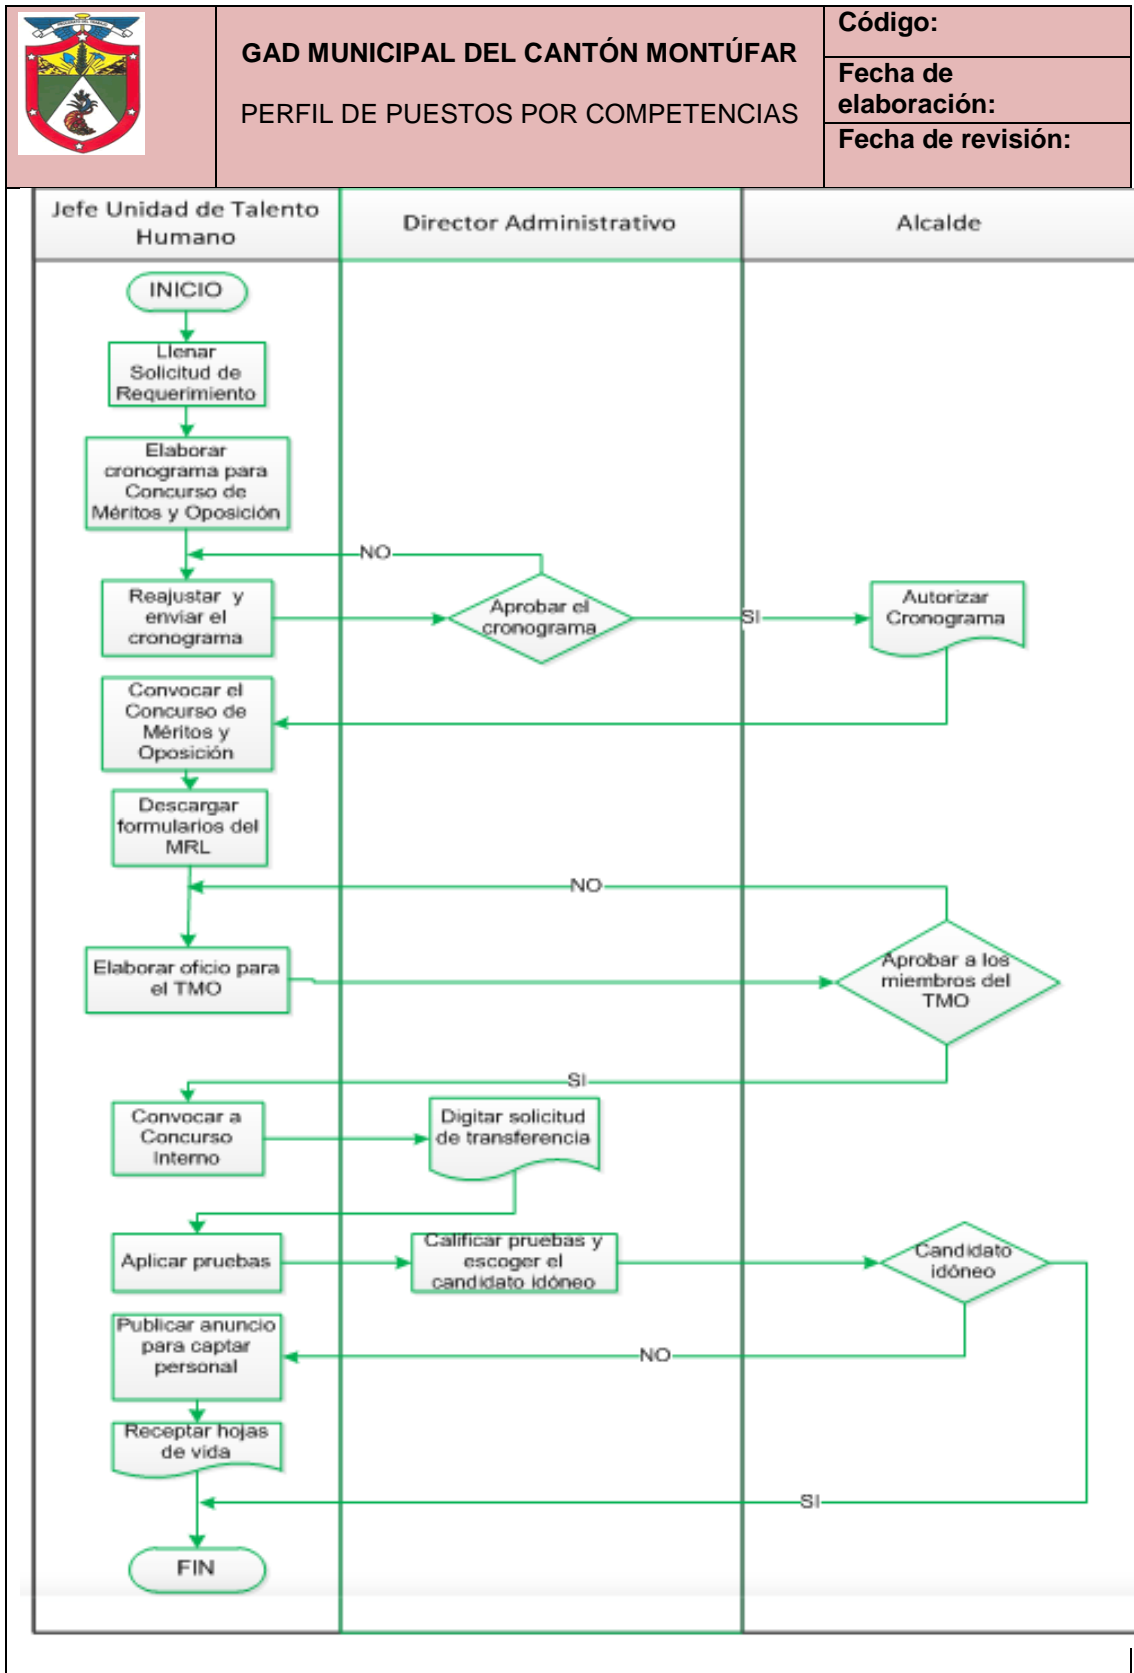 GAD MUNICIPAL DEL CANTÓN MONTÚFAR
PERFIL DE PUESTOS POR COMPETENCIAS
Código:
Fecha de
elaboración:
Fecha de revisión:
Jefe Unidad de Talento
Humano
Director Administrativo
Alcalde
INICIO
Llenar
Solicitud de
Requerimiento
Elaborar
cronograma para
Concurso de
Méritos y Oposición
NO
Reajustar y
enviar el
cronograma
Aprobar el
cronograma
SI
Autorizar
Cronograma
Convocar el
Concurso de
Méritos y
Oposición
Descargar
formularios del
MRL
NO
Elaborar oficio para
el TMO
Aprobar a los
miembros del
TMO
SI
Convocar a
Concurso
Interno
Digitar solicitud
de transferencia
Aplicar pruebas
Calificar pruebas y
escoger el
candidato idóneo
Candidato
idóneo
Publicar anuncio
para captar
personal
NO
Receptar hojas
de vida
SI
FIN